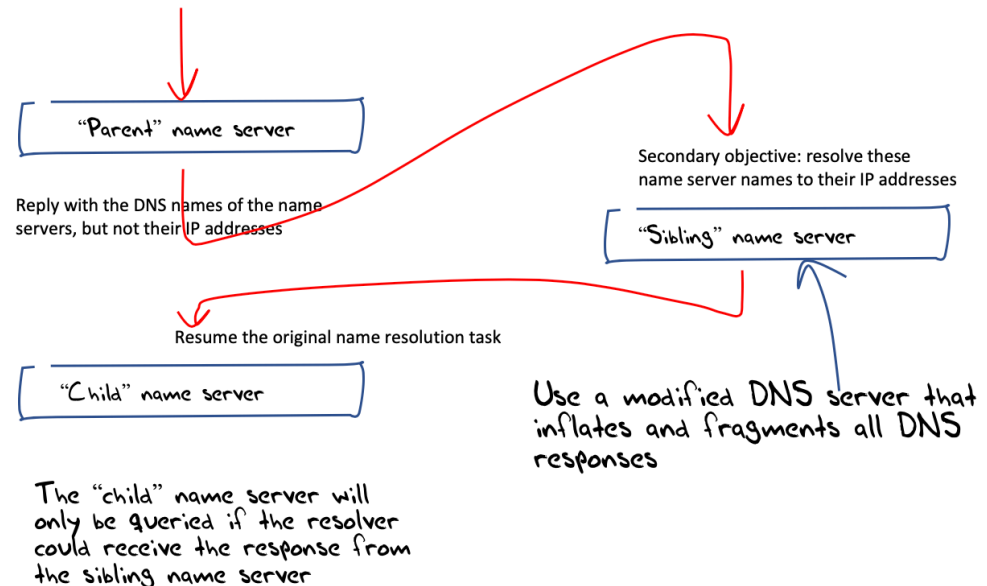 “Parent” name server
Reply with the DNS names of the name
servers, but not their IP addresses
Secondary objective: resolve these
name server names to their IP addresses
“Sibling” name server
Resume the original name resolution task
“Child” name server
Use a modified DNS server that
inflates and fragments all DNS
responses
The “child” name server will
only be queried if the resolver
could receive the response from
the sibling name server